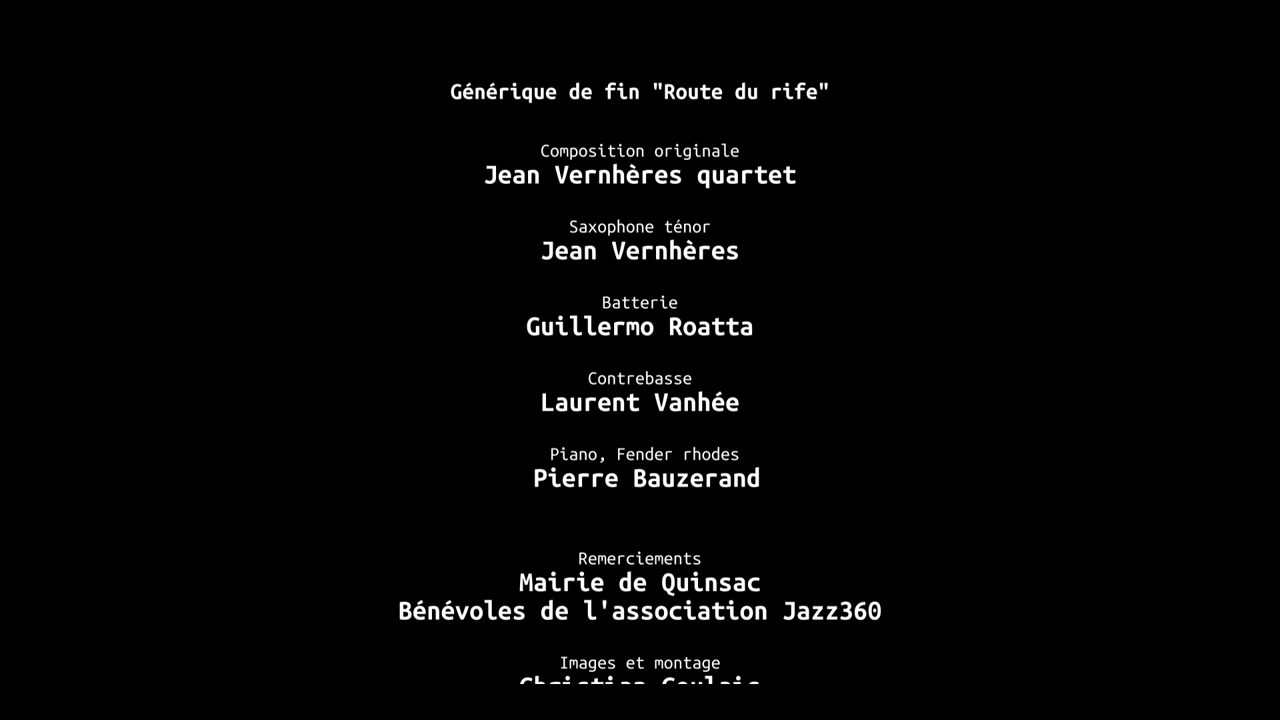 Générique de fin "Route du rife"
Composition originale
Jean Vernhères quartet
Saxophone ténor
Jean Vernhères
Batterie
Guillermo Roatta
Contrebasse
Laurent Vanhée
Piano, Fender rhodes
Pierre Bauzerand
Remerciements
Mairie de Quinsac
Bénévoles de l'association Jazz360
Images et montage
Christian